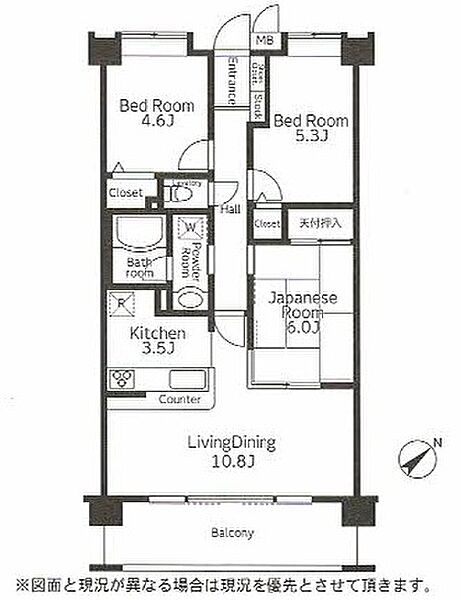 MB
Entrance
Shoes closet
Stock
Bed Room
4.6J
Bed Room
5.3J
Closet
Lavatory
Hall
Closet
天付押入
W
Powder
Room
Bath
room
Japanese
Room
6.0J
R
Kitchen
3.5J
Counter
LivingDining
10.8J
N
Balcony
※図面と現況が異なる場合は現況を優先とさせて頂きます。